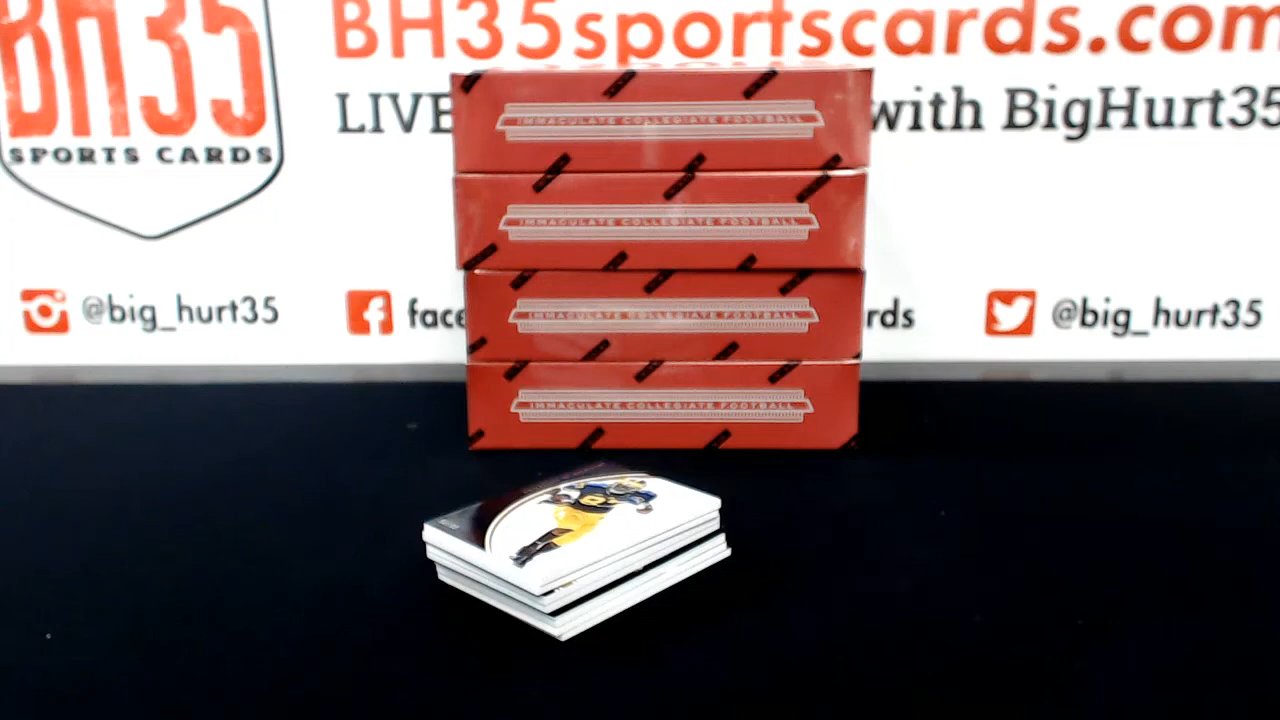 BH35
SPORTS CARDS
BH35sportscards.com
LIVE with BigHurt35
IMMACULATE COLLEGIATE FOOTBALL
IMMACULATE COLLEGIATE FOOTBALL
IMMACULATE COLLEGIATE FOOTBALL
IMMACULATE COLLEGIATE FOOTBALL
@big_hurt35 face rds @big_hurt35